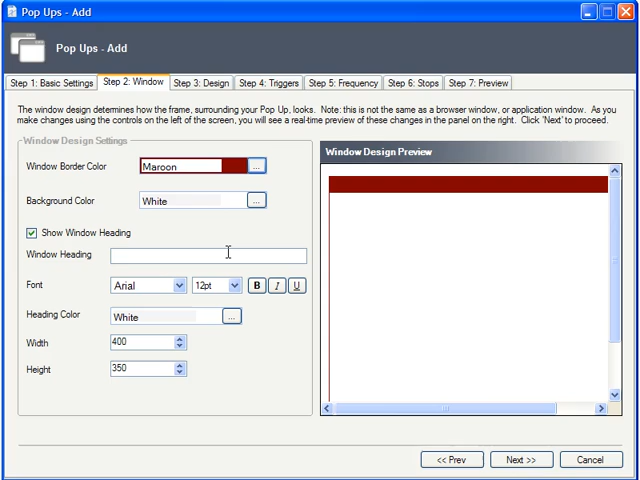 Pop Ups - Add
Pop Ups - Add
Step 1: Basic Settings Step 2: Window Step 3: Design Step 4: Triggers Step 5: Frequency Step 6: Stops Step 7: Preview
The window design determines how the frame, surrounding your Pop Up, looks. Note: this is not the same as a browser window, or application window. As you
make changes using the controls on the left of the screen, you will see a real-time preview of these changes in the panel on the right. Click 'Next' to proceed.
Window Design Settings
Window Design Preview
Window Border Color Maroon ...
Background Color White ...
Show Window Heading
Window Heading
Font Arial 12pt B I U
Heading Color White ...
Width 400
Height 350
<< Prev Next >> Cancel